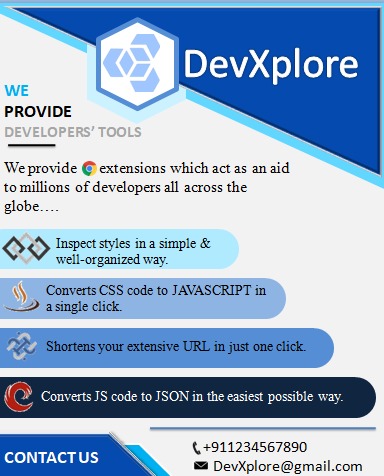 DevXplore
WE
PROVIDE
DEVELOPERS' TOOLS
We provide extensions which act as an aid
to millions of developers all across the
globe….
Inspect styles in a simple &
well-organized way.
Converts CSS code to JAVASCRIPT in
a single click.
Shortens your extensive URL in just one click.
Converts JS code to JSON in the easiest possible way.
CONTACT US
+911234567890
DevXplore@gmail.com